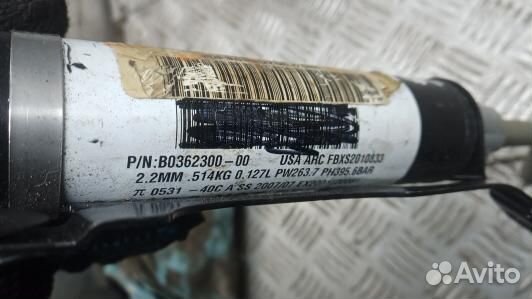 P/N:B0362300-00 USA ARC FBXS2010833
2.2MM .514KG 0,127L PW263.7 PH395.6BAR
π 0531 -40C A SS 2007/07
Avito